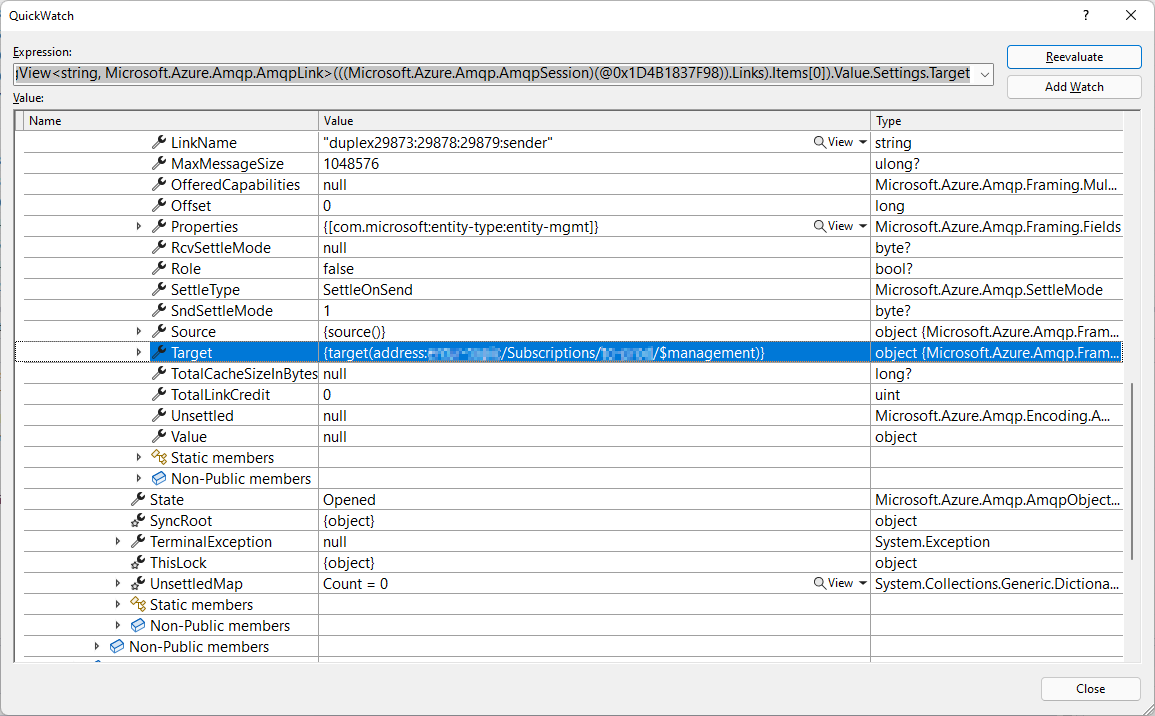 QuickWatch
Expression:
View<string, Microsoft.Azure.Amqp.AmqpLink>(((Microsoft.Azure.Amqp.AmqpSession)(@0x1D4B1837F98)).Links).Items[0]).Value.Settings.Target
Reevaluate
Add Watch
Value:
Name Value Type
LinkName "duplex29873:29878:29879:sender" View string
MaxMessageSize 1048576 ulong?
OfferedCapabilities null Microsoft.Azure.Amqp.Framing.Mul...
Offset 0 long
Properties {[com.microsoft:entity-type:entity-mgmt]} View Microsoft.Azure.Amqp.Framing.Fields
RcvSettleMode null byte?
Role false bool?
SettleType SettleOnSend Microsoft.Azure.Amqp.SettleMode
SndSettleMode 1 byte?
Source {source()} object {Microsoft.Azure.Amqp.Fram...
Target {target(address: /Subscriptions/ /$management)} object {Microsoft.Azure.Amqp.Fram...
TotalCacheSizeInBytes null long?
TotalLinkCredit 0 uint
Unsettled null Microsoft.Azure.Amqp.Encoding.A...
Value null object
Static members
Non-Public members
State Opened Microsoft.Azure.Amqp.AmqpObject...
SyncRoot {object} object
TerminalException null System.Exception
ThisLock {object} object
UnsettledMap Count = 0 View System.Collections.Generic.Dictiona...
Static members
Non-Public members
Non-Public members
Close